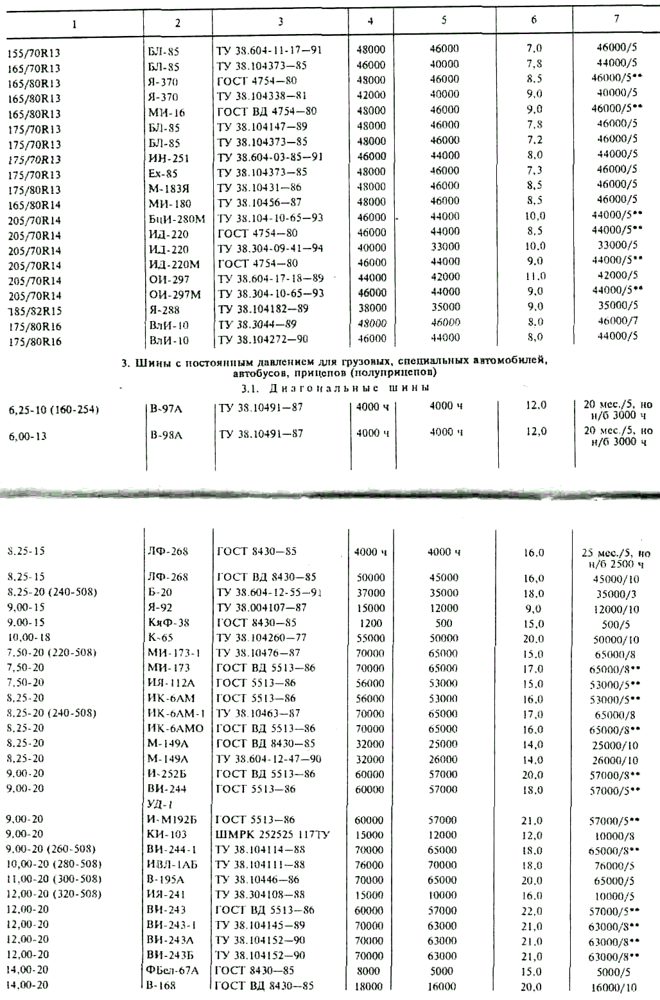 1 2 3 4 5 6 7
155/70R13 БЛ-85 ТУ 38.604-11-17—91 48000 46000 7,0 46000/5
165/70R13 БЛ-85 ТУ 38.104373—85 46000 40000 7,8 44000/5
165/80R13 Я-370 ГОСТ 4754—80 48000 46000 8,5 46000/5**
165/80R13 Я-370 ТУ 38.104338—81 42000 40000 9,0 40000/5
165/80R13 МИ-16 ГОСТ ВД 4754—80 48000 46000 9,0 46000/5**
175/70R13 БЛ-85 ТУ 38.104147—89 48000 46000 7,8 46000/5
175/70R13 БЛ-85 ТУ 38.104373—85 48000 46000 7,2 46000/5
175/70R13 ИН-251 ТУ 38.604-03-85—91 46000 44000 8,0 44000/5
175/70R13 Ех-85 ТУ 38.104373—85 48000 46000 7,3 46000/5
175/80R13 М-183Я ТУ 38.10431—86 48000 46000 8,5 46000/5
165/80R14 МИ-180 ТУ 38.10456—87 48000 46000 8,5 46000/5
205/70R14 БцИ-280М ТУ 38.104-10-65—93 46000 44000 10,0 44000/5**
205/70R14 ИД-220 ГОСТ 4754—80 46000 44000 8,5 44000/5**
205/70R14 ИД-220 ТУ 38.304-09-41—94 40000 33000 10,0 33000/5
205/70R14 ИД-220М ГОСТ 4754—80 46000 44000 9,0 44000/5**
205/70R14 ОИ-297 ТУ 38.604-17-18—89 44000 42000 11,0 42000/5
205/70R14 ОИ-297М ТУ 38.304-10-65—93 46000 44000 9,0 44000/5**
185/82R15 Я-288 ТУ 38.104182—89 38000 35000 9,0 35000/5
175/80R16 ВлИ-10 ТУ 38.3044—89 48000 46000 8,0 46000/7
175/80R16 ВлИ-10 ТУ 38.104272—90 46000 44000 8,0 44000/5
3. Шины с постоянным давлением для грузовых, специальных автомобилей,
автобусов, прицепов (полуприцепов)
3.1. Диагональные шины
6,25-10 (160-254) В-97А ТУ 38.10491—87 4000 ч 4000 ч 12,0 20 мес./5, но
н/б 3000 ч
6,00-13 В-98А ТУ 38.10491—87 4000 ч 4000 ч 12,0 20 мес./5, но
н/б 3000 ч
8,25-15 ЛФ-268 ГОСТ 8430—85 4000 ч 4000 ч 16,0 25 мес./5, но
н/б 2500 ч
8,25-15 ЛФ-268 ГОСТ ВД 8430—85 50000 45000 16,0 45000/10
8,25-20 (240-508) Б-20 ТУ 38.604-12-55—91 37000 35000 18,0 35000/3
9,00-15 Я-92 ТУ 38.004107—87 15000 12000 9,0 12000/10
9,00-15 КяФ-38 ГОСТ 8430—85 1200 500 15,0 500/5
10,00-18 К-65 ТУ 38.104260—77 55000 50000 20,0 50000/10
7,50-20 (220-508) МИ-173-1 ТУ 38.10476—87 70000 65000 15,0 65000/8
7,50-20 МИ-173 ГОСТ ВД 5513—86 70000 65000 17,0 65000/8**
7,50-20 ИЯ-112А ГОСТ 5513—86 56000 53000 15,0 53000/5**
8,25-20 ИК-6АМ ГОСТ 5513—86 56000 53000 16,0 53000/5**
8,25-20 (240-508) ИК-6АМ-1 ТУ 38.10463—87 70000 65000 17,0 65000/8
8,25-20 ИК-6АМО ГОСТ ВД 5513—86 70000 65000 16,0 65000/8**
8,25-20 М-149А ГОСТ ВД 8430—85 32000 25000 14,0 25000/10
8,25-20 М-149А ТУ 38.604-12-47—90 32000 26000 14,0 26000/10
9,00-20 И-252Б ГОСТ ВД 5513—86 60000 57000 20,0 57000/8**
9,00-20 ВИ-244 ГОСТ 5513—86 60000 57000 18,0 57000/5**
УД-1
9,00-20 И-М192Б ГОСТ 5513—86 60000 57000 21,0 57000/5**
9,00-20 КИ-103 ШМРК 252525 117ТУ 15000 12000 12,0 10000/8
9,00-20 (260-508) ВИ-244-1 ТУ 38.104114—88 70000 65000 18,0 65000/8**
10,00-20 (280-508) ИВЛ-1АБ ТУ 38.104111—88 76000 70000 18,0 76000/5
11,00-20 (300-508) В-195А ТУ 38.10446—86 70000 65000 20,0 65000/5
12,00-20 (320-508) ИЯ-241 ТУ 38.304108—88 15000 10000 16,0 10000/5
12,00-20 ВИ-243 ГОСТ ВД 5513—86 60000 57000 22,0 57000/5**
12,00-20 ВИ-243-1 ТУ 38.104145—89 70000 63000 21,0 63000/8**
12,00-20 ВИ-243А ТУ 38.104152—90 70000 63000 21,0 63000/8**
12,00-20 ВИ-243Б ТУ 38.104152—90 70000 63000 21,0 63000/8**
14,00-20 ФБел-67А ГОСТ 8430—85 8000 5000 15,0 5000/5
14,00-20 В-168 ГОСТ ВД 8430—85 18000 16000 20,0 16000/10